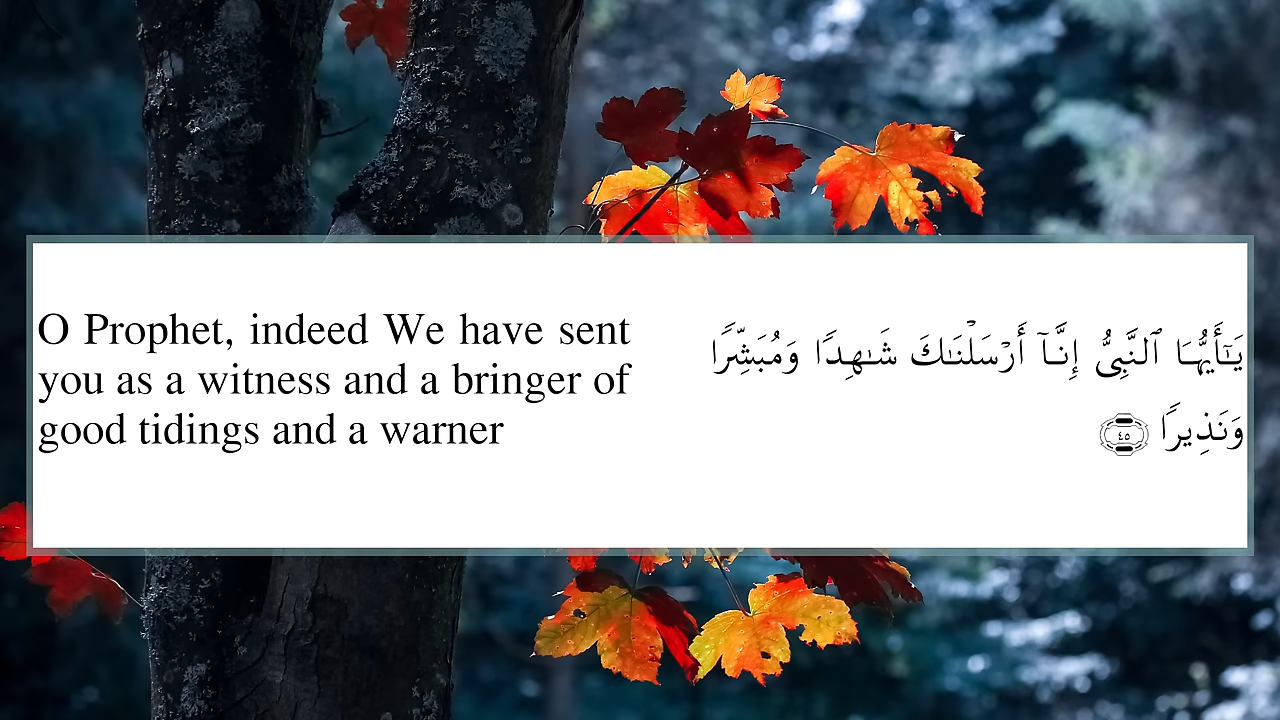 O Prophet, indeed We have sent
you as a witness and a bringer of
good tidings and a warner
يَـٰٓأَيُّهَا ٱلنَّبِىُّ إِنَّآ أَرْسَلْنَـٰكَ شَـٰهِدًا وَمُبَشِّرًا
وَنَذِيرًا ٤٥